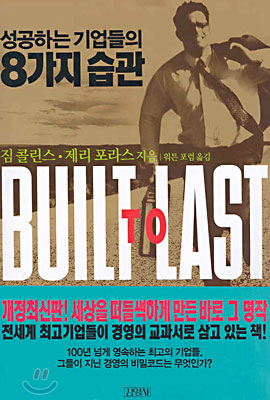 성공하는 기업들의
8가지 습관
짐 콜린스 · 제리 포라스 지음 | 워튼 포럼 옮김
BUILT TO LAST
개정최신판! 세상을 떠들썩하게 만든 바로 그 명작
전세계 최고기업들이 경영의 교과서로 삼고 있는 책!
100년 넘게 영속하는 최고의 기업들,
그들이 지닌 경영의 비밀코드는 무엇인가?
김영사